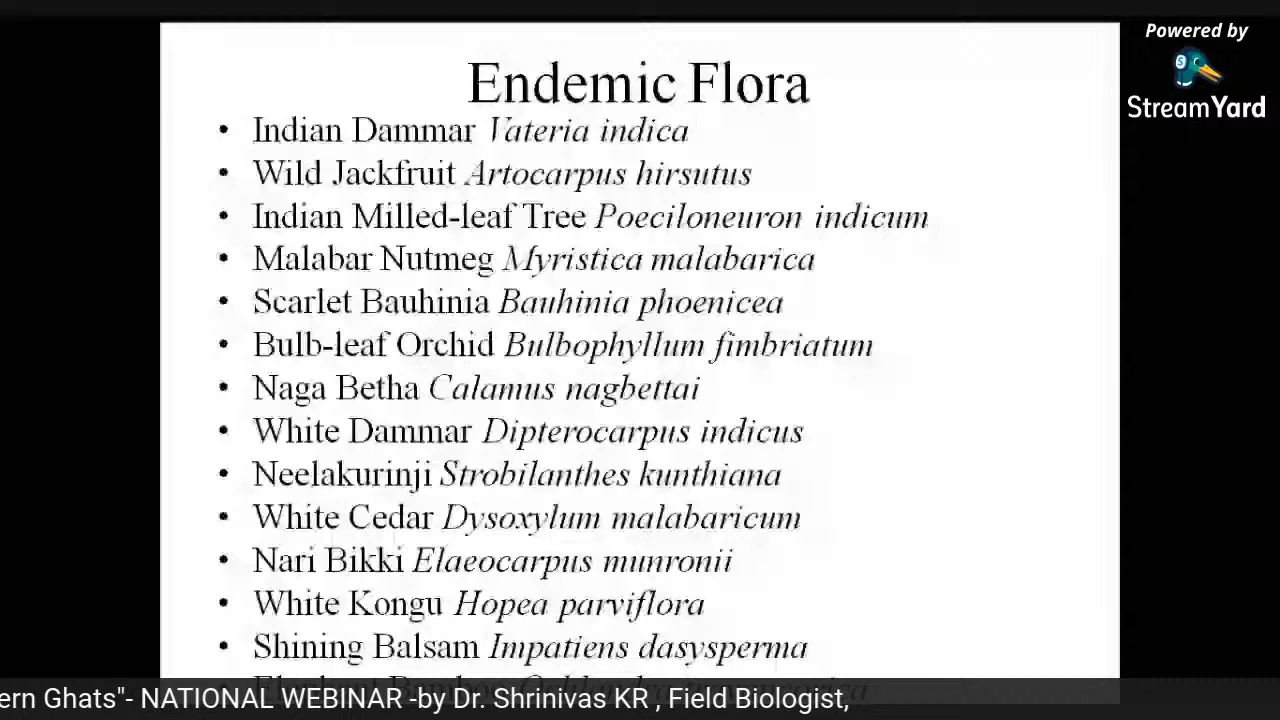 Powered by
StreamYard
Endemic Flora
• Indian Dammar Vateria indica
• Wild Jackfruit Artocarpus hirsutus
• Indian Milled-leaf Tree Poeciloneuron indicum
• Malabar Nutmeg Myristica malabarica
• Scarlet Bauhinia Bauhinia phoenicea
• Bulb-leaf Orchid Bulbophyllum fimbriatum
• Naga Betha Calamus nagbettai
• White Dammar Dipterocarpus indicus
• Neelakurinji Strobilanthes kunthiana
• White Cedar Dysoxylum malabaricum
• Nari Bikki Elaeocarpus munronii
• White Kongu Hopea parviflora
• Shining Balsam Impatiens dasysperma
ern Ghats"- NATIONAL WEBINAR -by Dr. Shrinivas KR , Field Biologist,